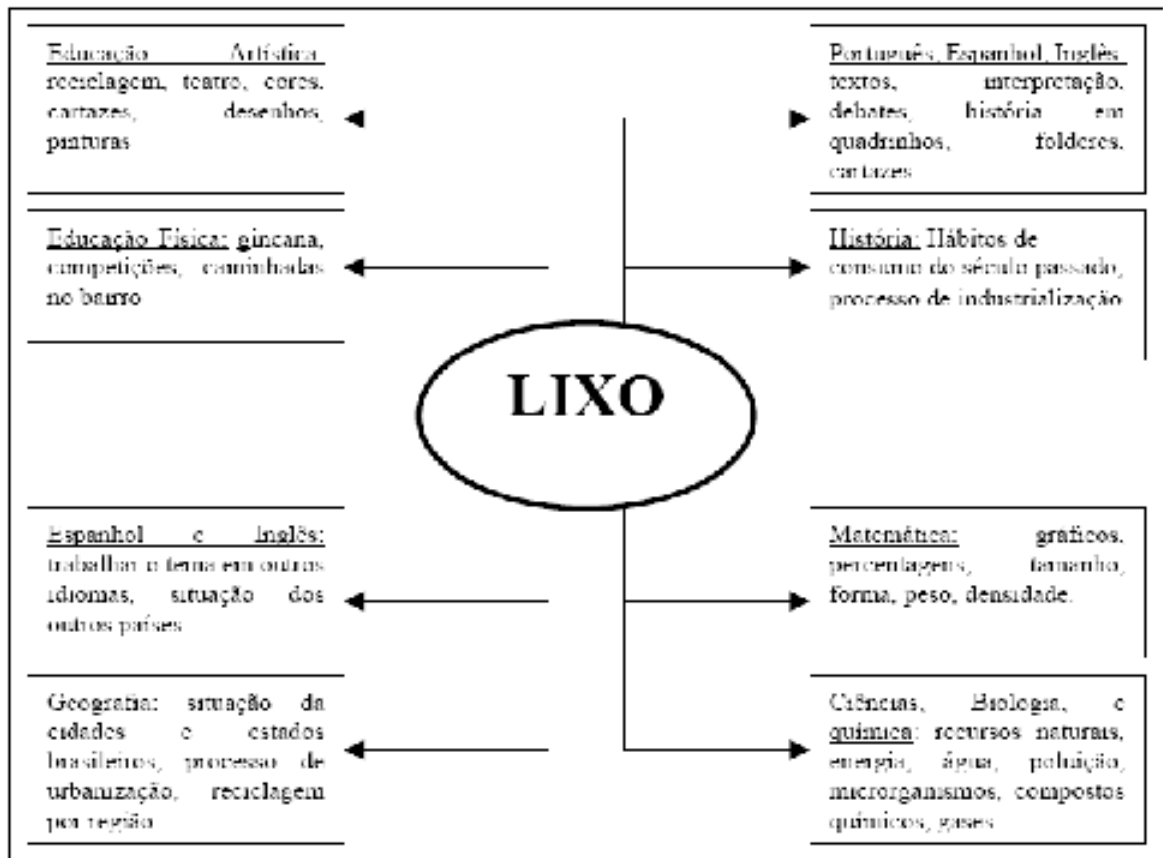 Educação Artística:
reciclagem, teatro, cores,
cartazes, desenhos,
pinturas
Português, Espanhol, Inglês:
textos, interpretação,
debates, história em
quadrinhos, folderes,
cartazes
Educação Física: gincana,
competições, caminhadas
no bairro
História: Hábitos de
consumo do século passado,
processo de industrialização
LIXO
Espanhol e Inglês:
trabalhar o tema em outros
idiomas, situação dos
outros países
Matemática: gráficos,
percentagens, tamanho,
forma, peso, densidade.
Geografia: situação da
cidades e estados
brasileiros, processo de
urbanização, reciclagem
por região
Ciências, Biologia, e
química: recursos naturais,
energia, água, poluição,
microrganismos, compostos
químicos, gases